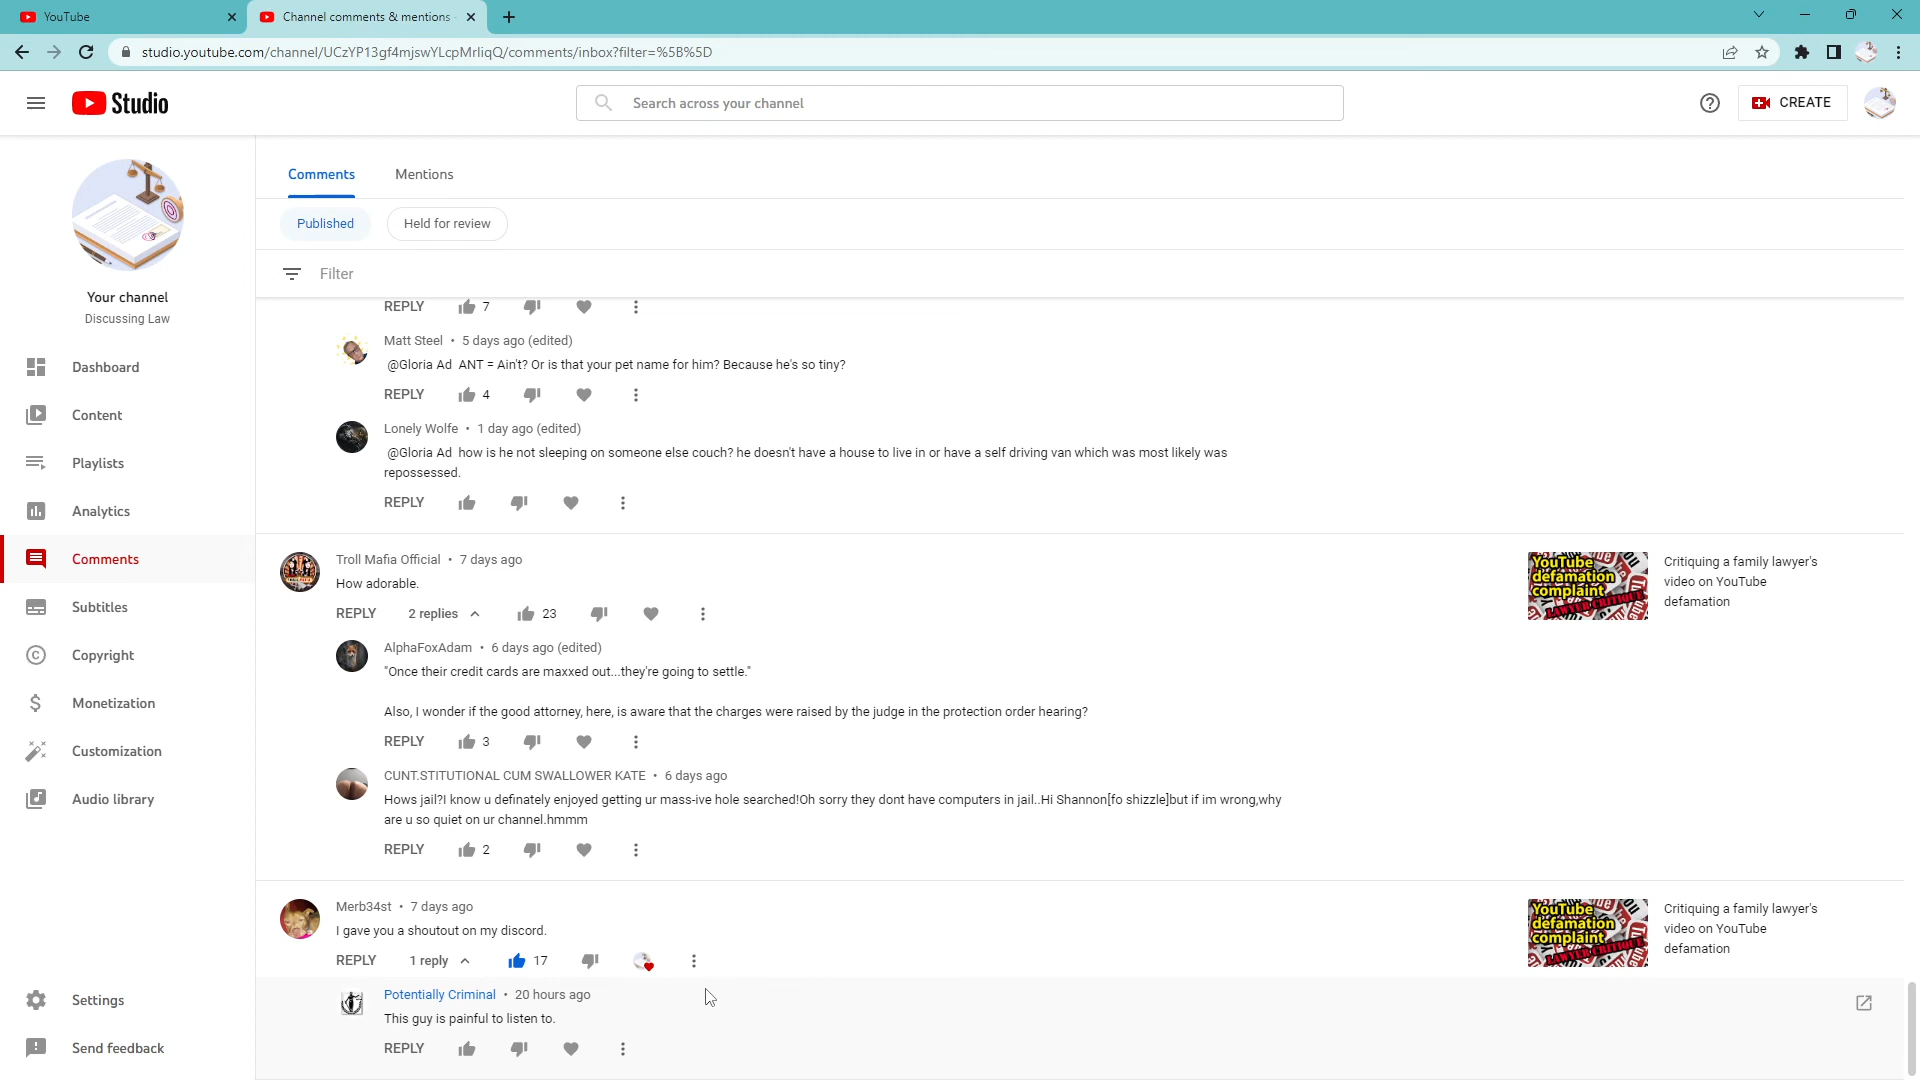 YouTube
Channel comments & mentions
studio.youtube.com/channel/UCzYP13gf4mjswYLcpMrliqQ/comments/inbox?filter=%5B%5D
Studio
Search across your channel
CREATE
Your channel
Discussing Law
Dashboard
Content
Playlists
Analytics
Comments
Subtitles
Copyright
Monetization
Customization
Audio library
Settings
Send feedback
Comments
Mentions
Published
Held for review
Filter
REPLY 7
Matt Steel • 5 days ago (edited)
@Gloria Ad ANT = Ain't? Or is that your pet name for him? Because he's so tiny?
REPLY 4
Lonely Wolfe • 1 day ago (edited)
@Gloria Ad how is he not sleeping on someone else couch? he doesn't have a house to live in or have a self driving van which was most likely was
repossessed.
REPLY
Troll Mafia Official • 7 days ago
How adorable.
REPLY 2 replies 23
YouTube
defamation
complaint
LAWYER CRITIQUE
Critiquing a family lawyer's
video on YouTube
defamation
AlphaFoxAdam • 6 days ago (edited)
"Once their credit cards are maxxed out...they're going to settle."
Also, I wonder if the good attorney, here, is aware that the charges were raised by the judge in the protection order hearing?
REPLY 3
CUNT.STITUTIONAL CUM SWALLOWER KATE • 6 days ago
Hows jail?I know u definately enjoyed getting ur mass-ive hole searched!Oh sorry they dont have computers in jail..Hi Shannon[fo shizzle]but if im wrong,why
are u so quiet on ur channel.hmmm
REPLY 2
Merb34st • 7 days ago
I gave you a shoutout on my discord.
REPLY 1 reply 17
YouTube
defamation
complaint
LAWYER CRITIQUE
Critiquing a family lawyer's
video on YouTube
defamation
Potentially Criminal • 20 hours ago
This guy is painful to listen to.
REPLY